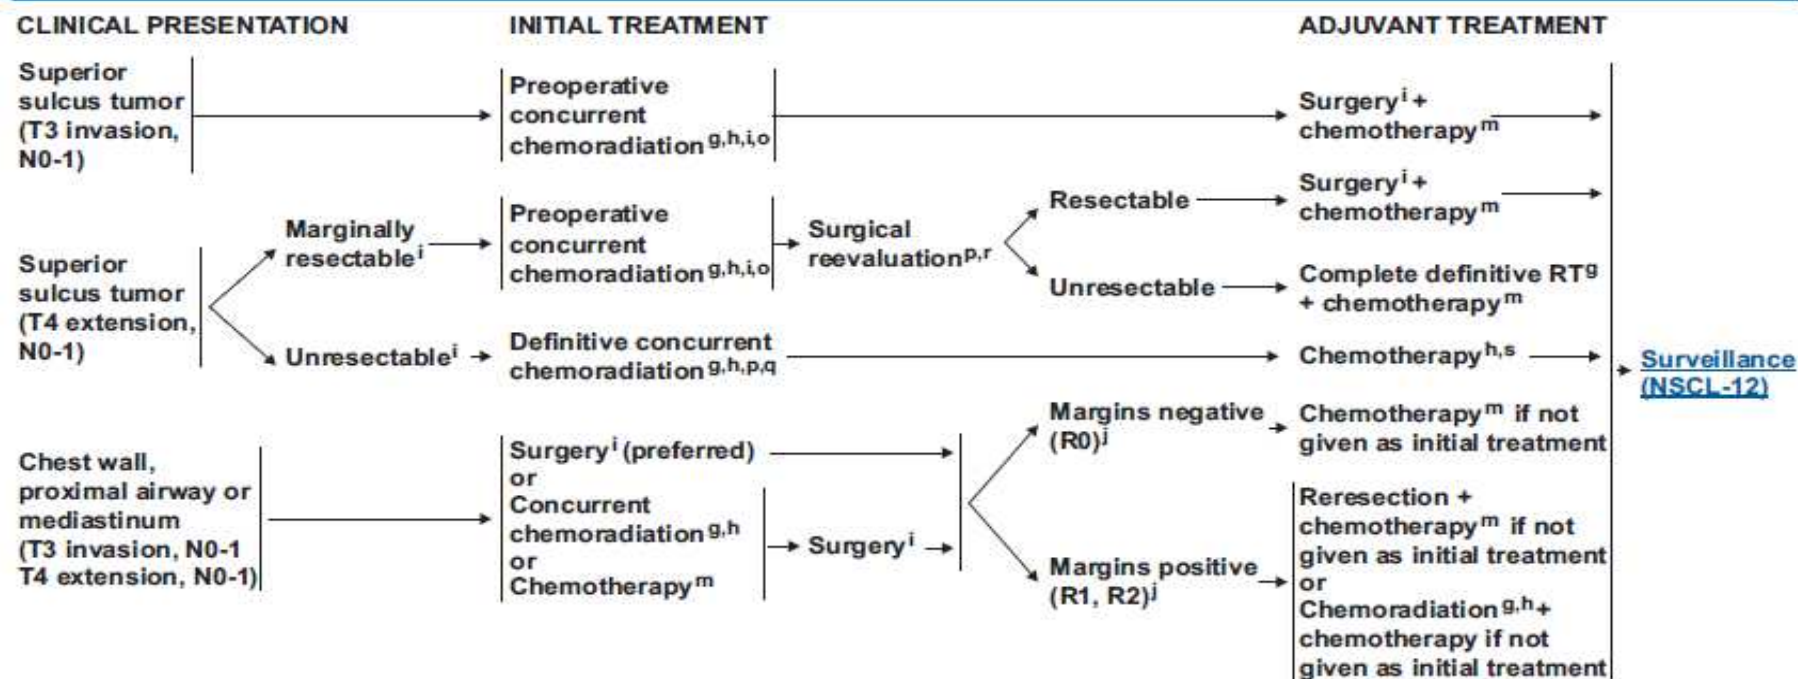 CLINICAL PRESENTATION
INITIAL TREATMENT
ADJUVANT TREATMENT
Superior
sulcus tumor
(T3 invasion,
N0-1)
Preoperative
concurrent
chemoradiation g,h,i,o
Surgery i +
chemotherapy m
Superior
sulcus tumor
(T4 extension,
N0-1)
Marginally
resectable i
Preoperative
concurrent
chemoradiation g,h,i,o
Surgical
reevaluation p,r
Resectable
Surgery i +
chemotherapy m
Unresectable
Complete definitive RT g
+ chemotherapy m
Unresectable i
Definitive concurrent
chemoradiation g,h,p,q
Chemotherapy h,s
Chest wall,
proximal airway or
mediastinum
(T3 invasion, N0-1
T4 extension, N0-1)
Surgery i (preferred)
or
Concurrent
chemoradiation g,h
or
Chemotherapy m
Surgery i
Margins negative
(R0) j
Chemotherapy m if not
given as initial treatment
Margins positive
(R1, R2) j
Reresection +
chemotherapy m if not
given as initial treatment
or
Chemoradiation g,h +
chemotherapy if not
given as initial treatment
Surveillance
(NSCL-12)